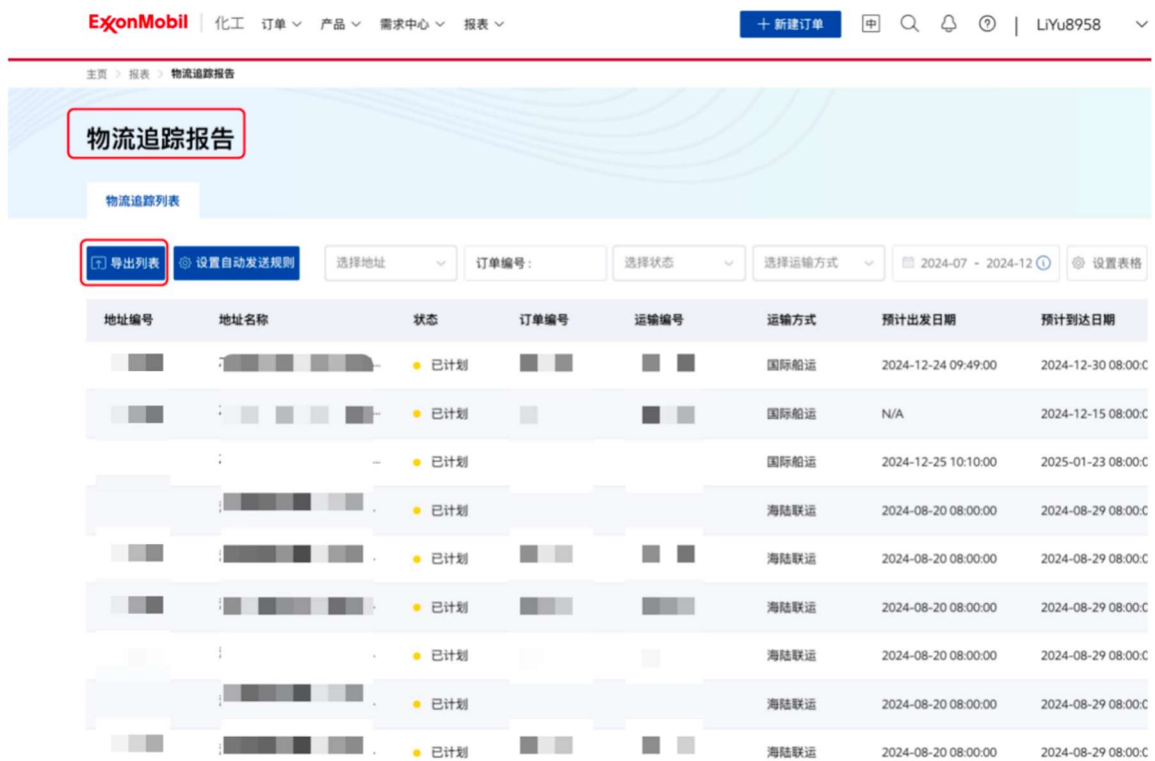 ExxonMobil 化工 订单 产品 需求中心 报表 + 新建订单 中 LiYu8958
主页 > 报表 > 物流追踪报告
物流追踪报告
物流追踪列表
导出列表 设置自动发送规则 选择地址 订单编号: 选择状态 选择运输方式 2024-07 - 2024-12 设置表格
地址编号 地址名称 状态 订单编号 运输编号 运输方式 预计出发日期 预计到达日期
已计划 国际船运 2024-12-24 09:49:00 2024-12-30 08:00:0
已计划 国际船运 N/A 2024-12-15 08:00:0
已计划 国际船运 2024-12-25 10:10:00 2025-01-23 08:00:0
已计划 海陆联运 2024-08-20 08:00:00 2024-08-29 08:00:0
已计划 海陆联运 2024-08-20 08:00:00 2024-08-29 08:00:0
已计划 海陆联运 2024-08-20 08:00:00 2024-08-29 08:00:0
已计划 海陆联运 2024-08-20 08:00:00 2024-08-29 08:00:0
已计划 海陆联运 2024-08-20 08:00:00 2024-08-29 08:00:0
已计划 海陆联运 2024-08-20 08:00:00 2024-08-29 08:00:0